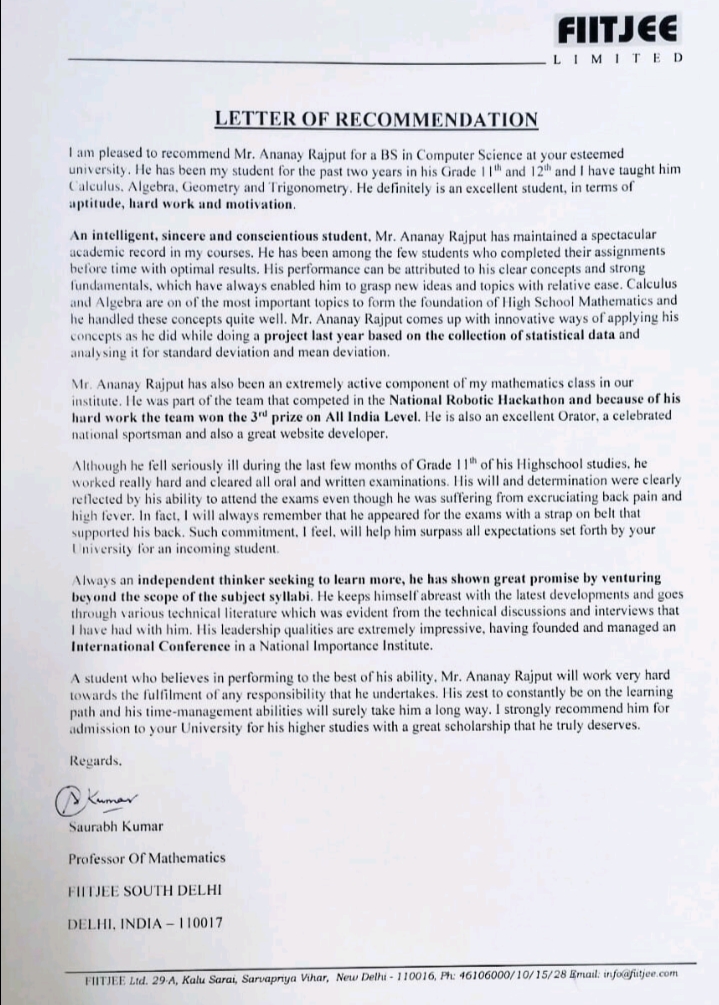 FIITJEE
LIMITED
LETTER OF RECOMMENDATION
I am pleased to recommend Mr. Ananay Rajput for a BS in Computer Science at your esteemed
university. He has been my student for the past two years in his Grade 11th and 12th and I have taught him
Calculus, Algebra, Geometry and Trigonometry. He definitely is an excellent student, in terms of
aptitude, hard work and motivation.
An intelligent, sincere and conscientious student, Mr. Ananay Rajput has maintained a spectacular
academic record in my courses. He has been among the few students who completed their assignments
before time with optimal results. His performance can be attributed to his clear concepts and strong
fundamentals, which have always enabled him to grasp new ideas and topics with relative ease. Calculus
and Algebra are on of the most important topics to form the foundation of High School Mathematics and
he handled these concepts quite well. Mr. Ananay Rajput comes up with innovative ways of applying his
concepts as he did while doing a project last year based on the collection of statistical data and
analysing it for standard deviation and mean deviation.
Mr. Ananay Rajput has also been an extremely active component of my mathematics class in our
institute. He was part of the team that competed in the National Robotic Hackathon and because of his
hard work the team won the 3rd prize on All India Level. He is also an excellent Orator, a celebrated
national sportsman and also a great website developer.
Although he fell seriously ill during the last few months of Grade 11th of his Highschool studies, he
worked really hard and cleared all oral and written examinations. His will and determination were clearly
reflected by his ability to attend the exams even though he was suffering from excruciating back pain and
high fever. In fact, I will always remember that he appeared for the exams with a strap on belt that
supported his back. Such commitment, I feel, will help him surpass all expectations set forth by your
University for an incoming student.
Always an independent thinker seeking to learn more, he has shown great promise by venturing
beyond the scope of the subject syllabi. He keeps himself abreast with the latest developments and goes
through various technical literature which was evident from the technical discussions and interviews that
I have had with him. His leadership qualities are extremely impressive, having founded and managed an
International Conference in a National Importance Institute.
A student who believes in performing to the best of his ability, Mr. Ananay Rajput will work very hard
towards the fulfilment of any responsibility that he undertakes. His zest to constantly be on the learning
path and his time-management abilities will surely take him a long way. I strongly recommend him for
admission to your University for his higher studies with a great scholarship that he truly deserves.
Regards,
S Kumar
Saurabh Kumar
Professor Of Mathematics
FIITJEE SOUTH DELHI
DELHI, INDIA – 110017
FIITJEE Ltd. 29-A, Kalu Sarai, Sarvapriya Vihar, New Delhi - 110016, Ph: 46106000/10/15/28 Email: info@fiitjee.com